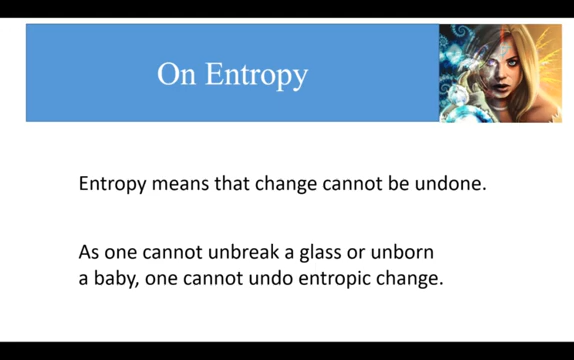 On Entropy
Entropy means that change cannot be undone.
As one cannot unbreak a glass or unborn
a baby, one cannot undo entropic change.